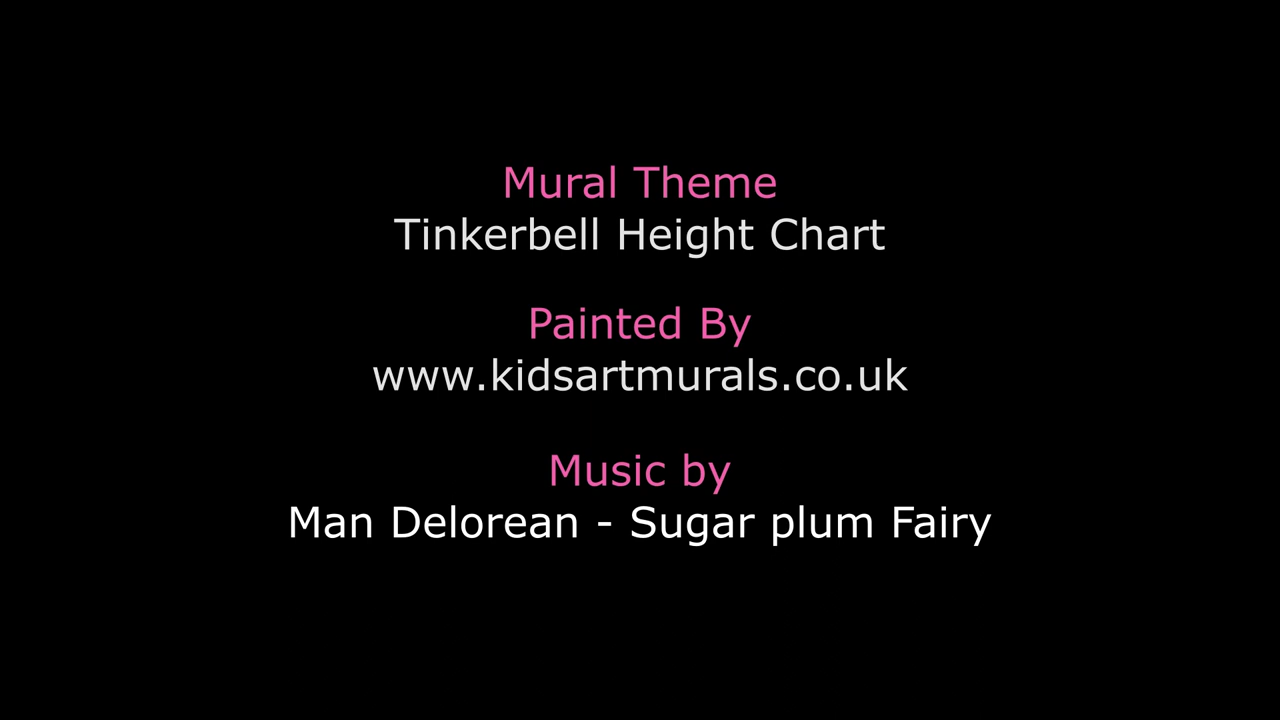 Mural Theme
Tinkerbell Height Chart
Painted By
www.kidsartmurals.co.uk
Music by
Man Delorean - Sugar plum Fairy